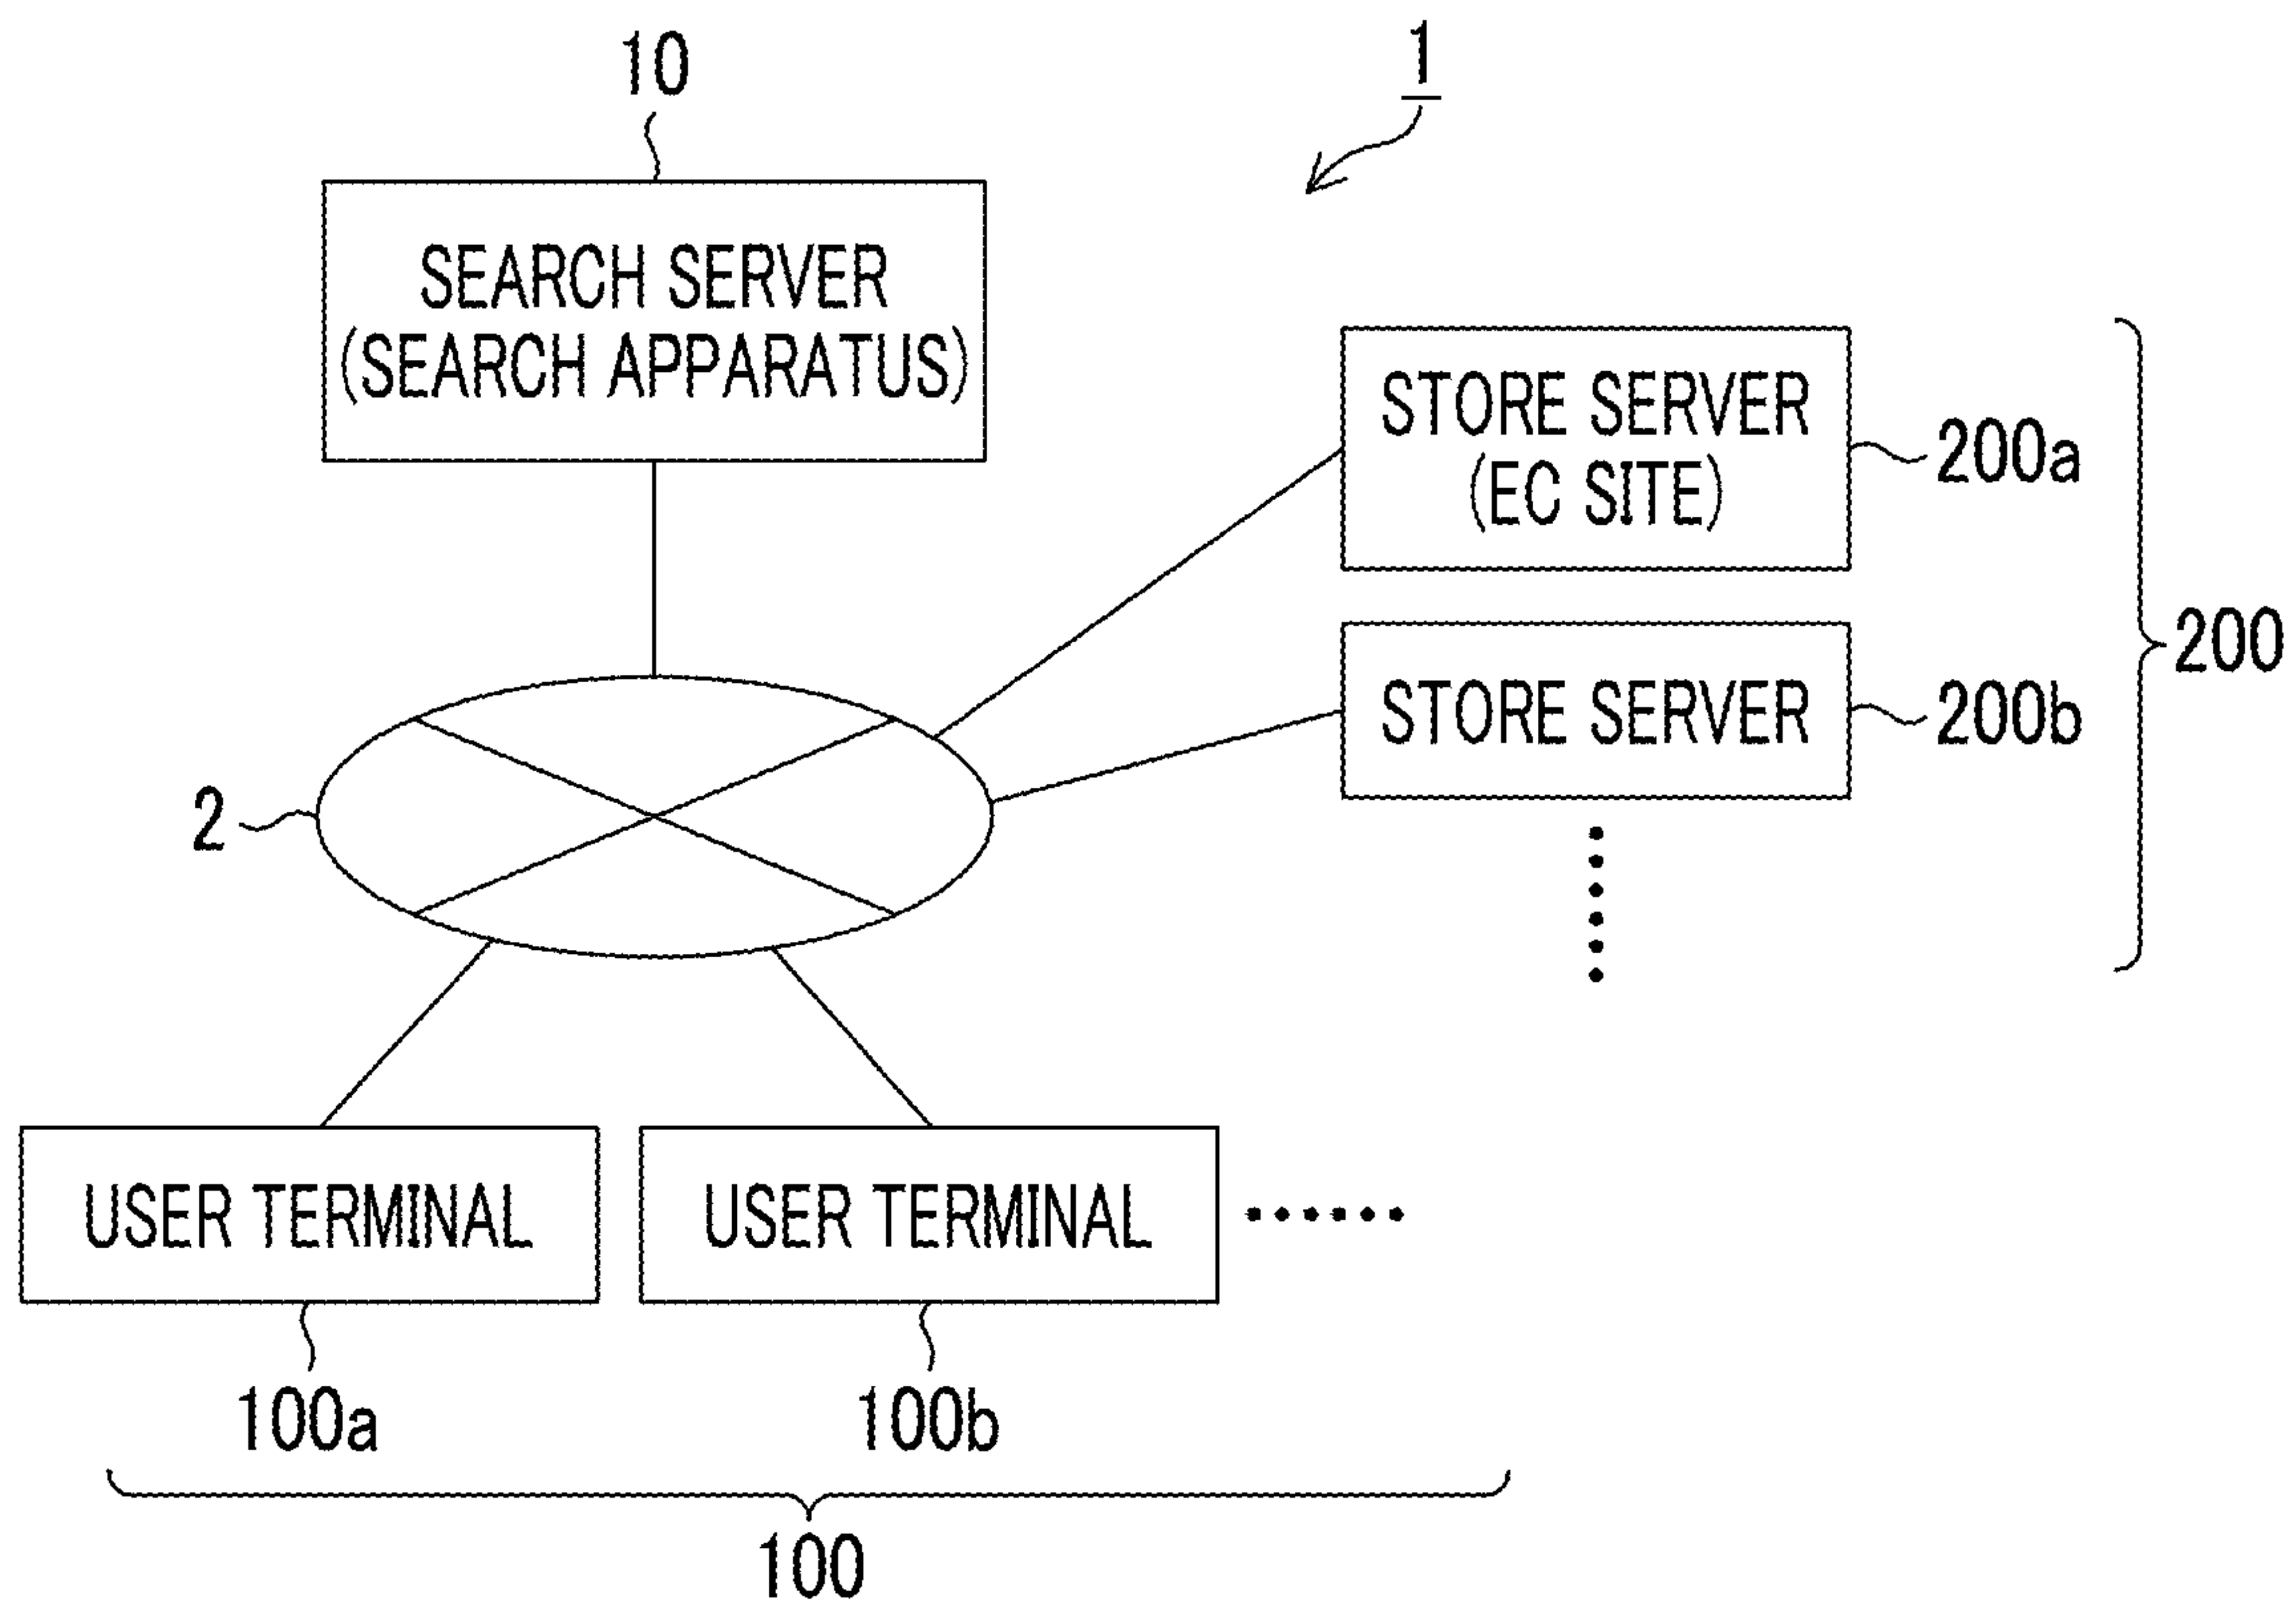 10
1
SEARCH SERVER
(SEARCH APPARATUS)
STORE SERVER
(EC SITE)
200a
200
STORE SERVER
200b
2
USER TERMINAL
USER TERMINAL
100a
100b
100